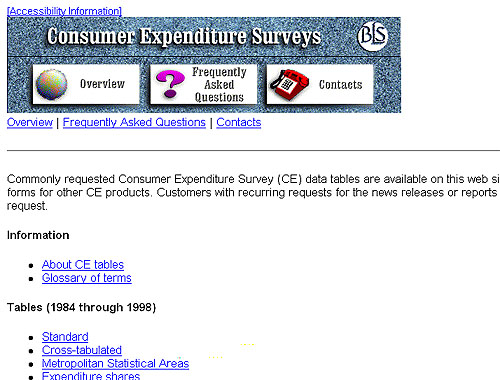 [Accessibility Information]
Consumer Expenditure Surveys
BLS
Overview
Frequently
Asked
Questions
Contacts
Overview | Frequently Asked Questions | Contacts
Commonly requested Consumer Expenditure Survey (CE) data tables are available on this web si
forms for other CE products. Customers with recurring requests for the news releases or reports
request.
Information
About CE tables
Glossary of terms
Tables (1984 through 1998)
Standard
Cross-tabulated
Metropolitan Statistical Areas
Expenditure shares